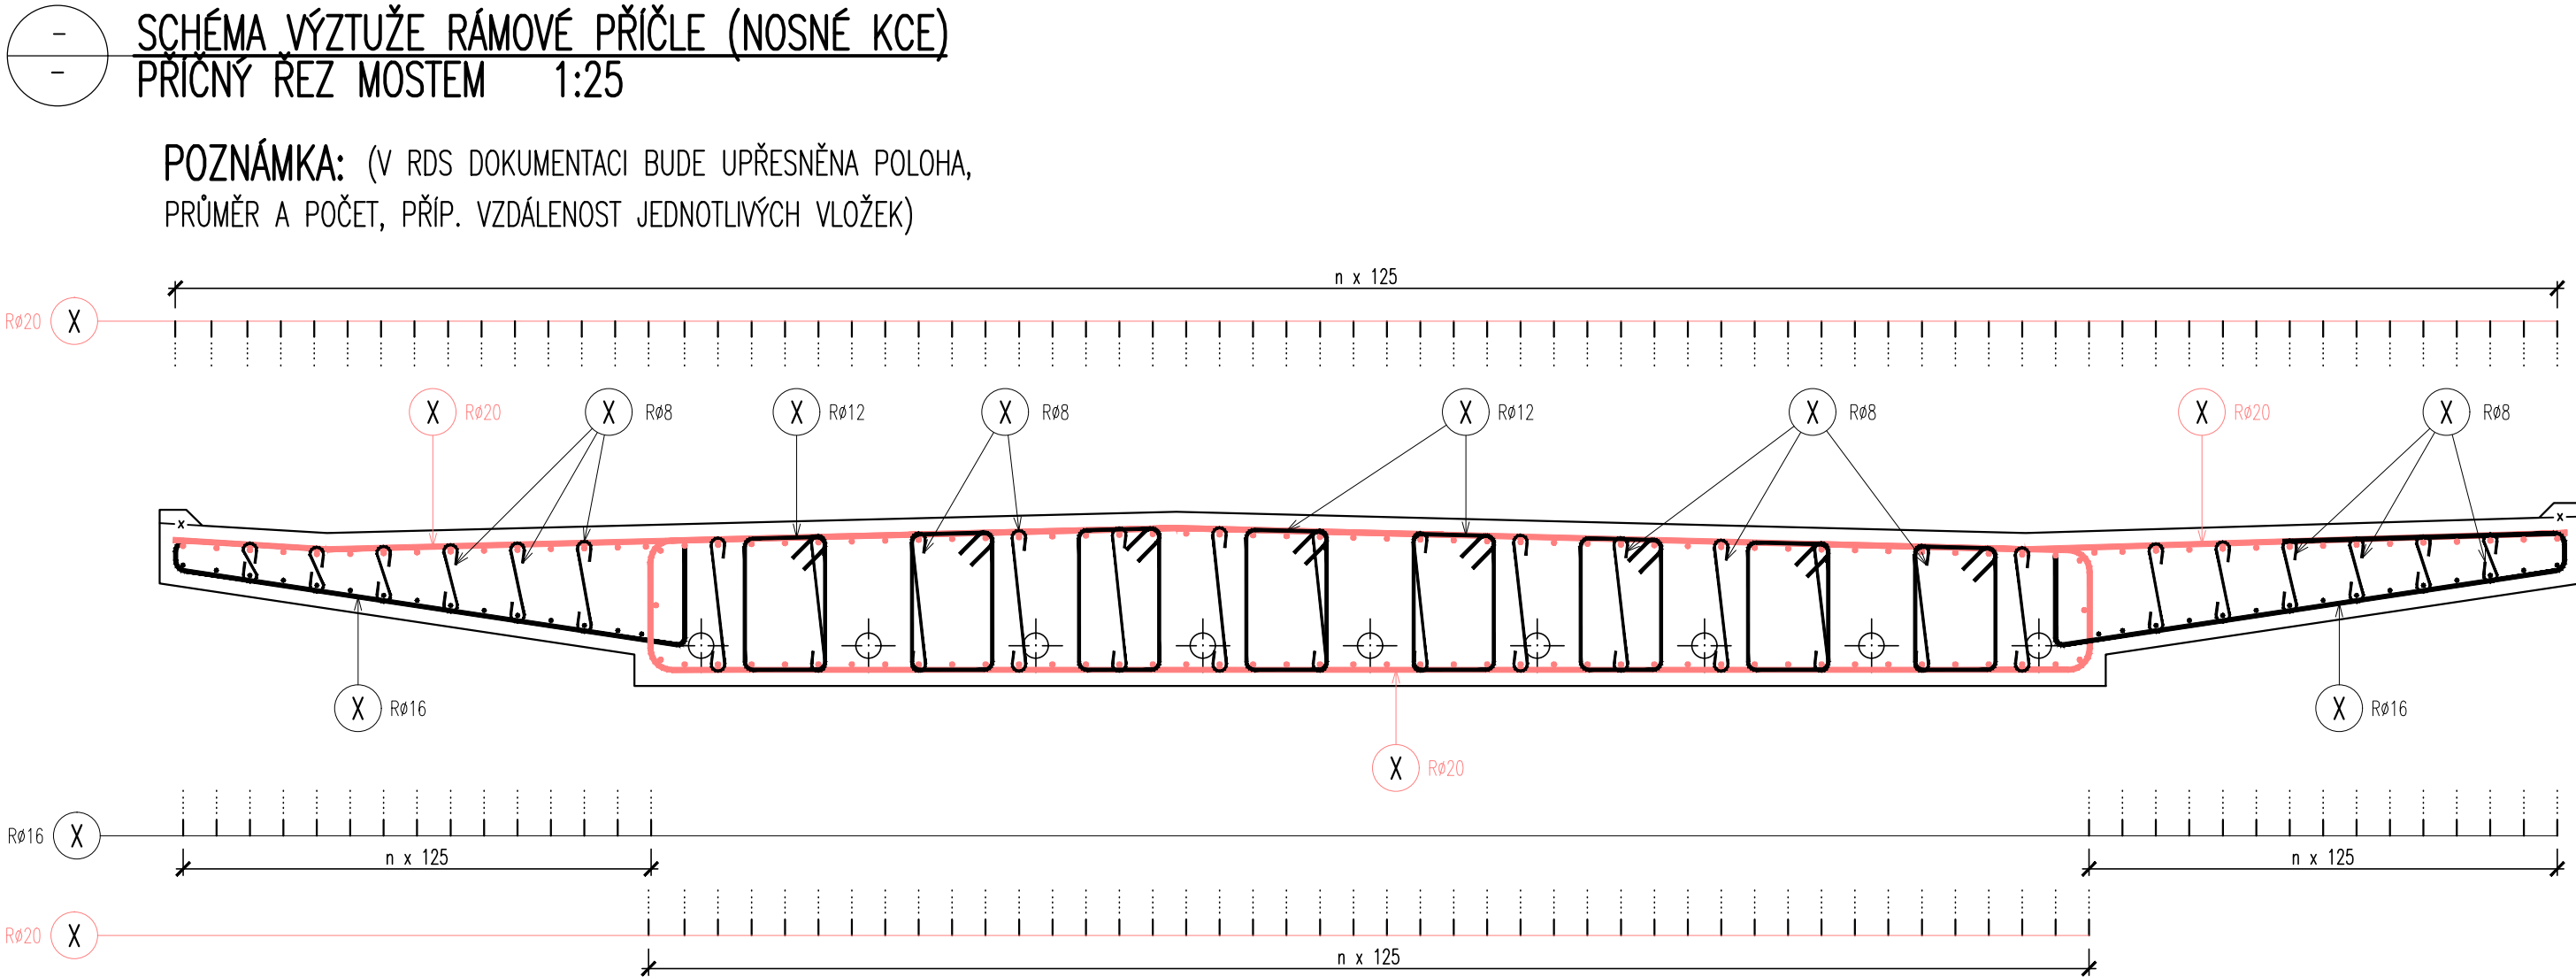 -
SCHÉMA VÝZTUŽE RÁMOVÉ PŘÍČLE (NOSNÉ KCE)
-
PŘÍČNÝ ŘEZ MOSTEM 1:25
POZNÁMKA: (V RDS DOKUMENTACI BUDE UPŘESNĚNA POLOHA,
PRŮMĚR A POČET, PŘÍP. VZDÁLENOST JEDNOTLIVÝCH VLOŽEK)
n x 125
Rø20 X
X Rø20 X Rø8 X Rø12 X Rø8 X Rø12 X Rø8 X Rø20 X Rø8
x x
X Rø16 X Rø16
X Rø20
Rø16 X
n x 125 n x 125
Rø20 X
n x 125